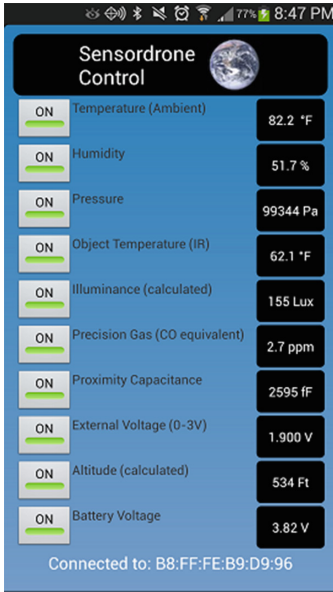 77% 8:47 PM
Sensordrone
Control
ON Temperature (Ambient) 82.2 °F
ON Humidity 51.7 %
ON Pressure 99344 Pa
ON Object Temperature (IR) 62.1 °F
ON Illuminance (calculated) 155 Lux
ON Precision Gas (CO equivalent) 2.7 ppm
ON Proximity Capacitance 2595 fF
ON External Voltage (0-3V) 1.900 V
ON Altitude (calculated) 534 Ft
ON Battery Voltage 3.82 V
Connected to: B8:FF:FE:B9:D9:96